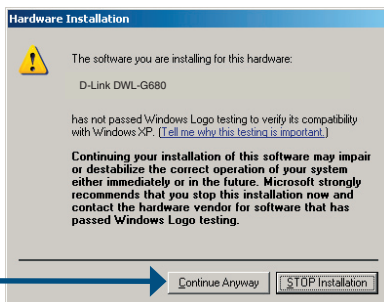 Hardware Installation
The software you are installing for this hardware:
D-Link DWL-G680
has not passed Windows Logo testing to verify its compatibility
with Windows XP. (Tell me why this testing is important.)
Continuing your installation of this software may impair
or destabilize the correct operation of your system
either immediately or in the future. Microsoft strongly
recommends that you stop this installation now and
contact the hardware vendor for software that has
passed Windows Logo testing.
Continue Anyway STOP Installation